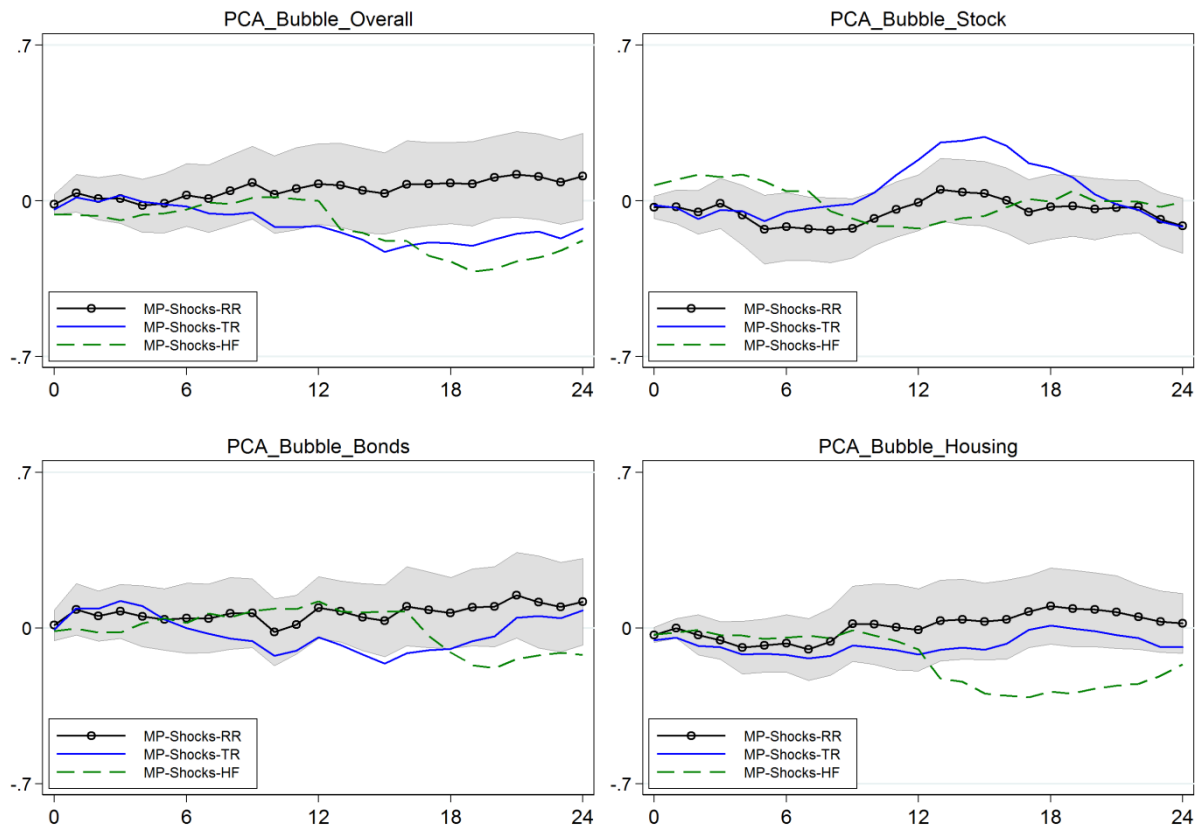 PCA_Bubble_Overall
.7
0
-.7
MP-Shocks-RR
MP-Shocks-TR
MP-Shocks-HF
0 6 12 18 24
PCA_Bubble_Stock
.7
0
-.7
MP-Shocks-RR
MP-Shocks-TR
MP-Shocks-HF
0 6 12 18 24
PCA_Bubble_Bonds
.7
0
-.7
MP-Shocks-RR
MP-Shocks-TR
MP-Shocks-HF
0 6 12 18 24
PCA_Bubble_Housing
.7
0
-.7
MP-Shocks-RR
MP-Shocks-TR
MP-Shocks-HF
0 6 12 18 24